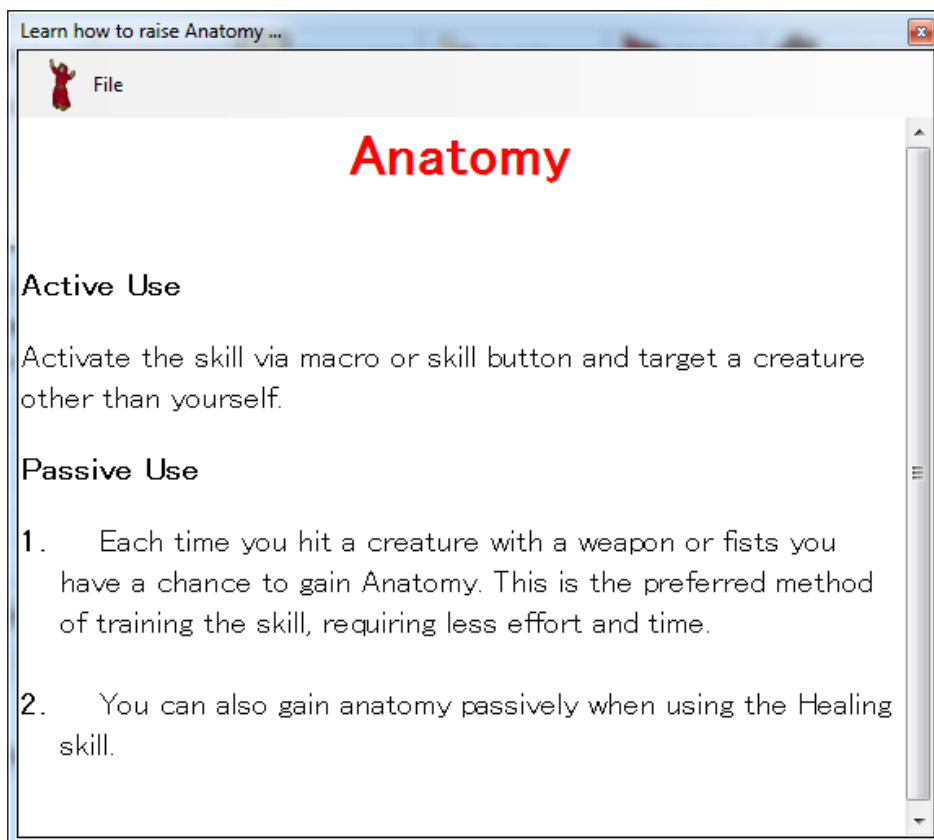 Learn how to raise Anatomy ...
File
Anatomy
Active Use
Activate the skill via macro or skill button and target a creature
other than yourself.
Passive Use
1. Each time you hit a creature with a weapon or fists you
have a chance to gain Anatomy. This is the preferred method
of training the skill, requiring less effort and time.
2. You can also gain anatomy passively when using the Healing
skill.